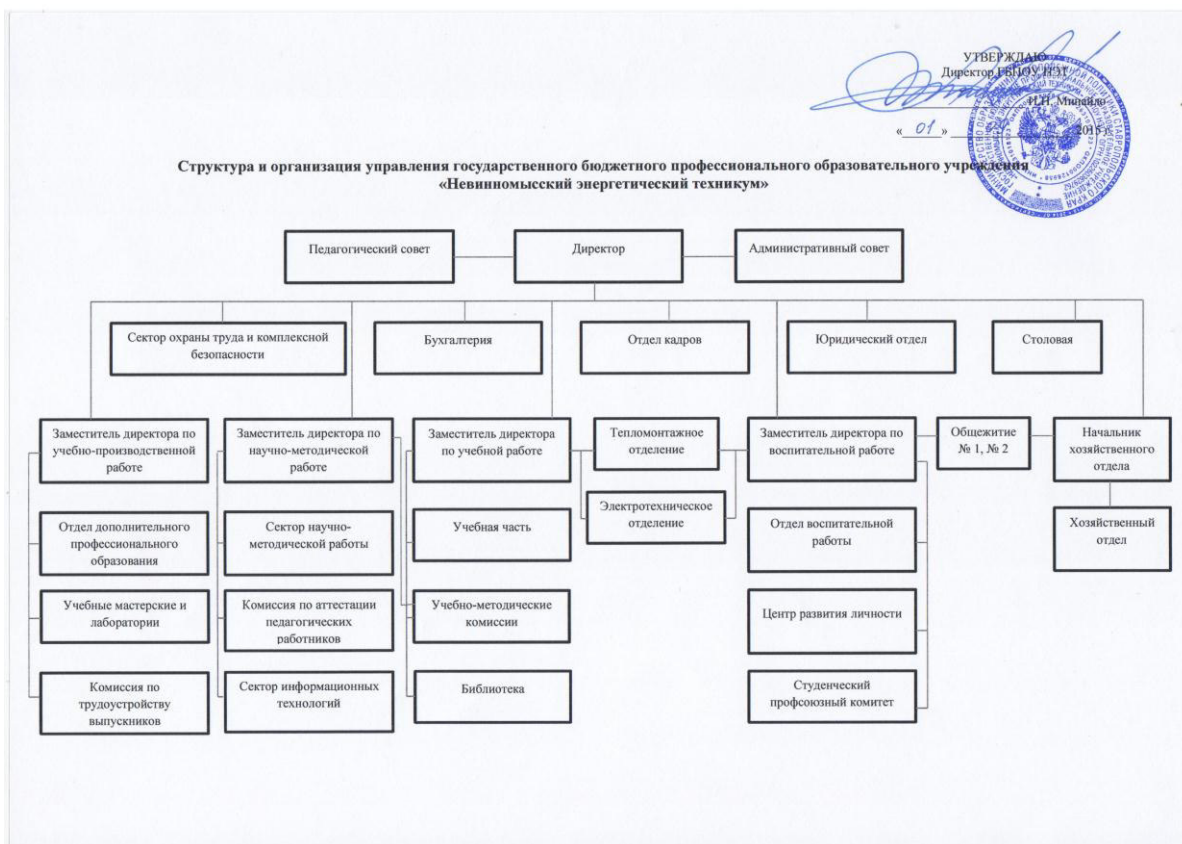 УТВЕРЖДАЮ
Директор ГБПОУ НЭТ
И.Н. Минайло
« 01 » 2015 г.
Структура и организация управления государственного бюджетного профессионального образовательного учреждения
«Невинномысский энергетический техникум»
Педагогический совет
Директор
Административный совет
Сектор охраны труда и комплексной
безопасности
Бухгалтерия
Отдел кадров
Юридический отдел
Столовая
Заместитель директора по
учебно-производственной
работе
Заместитель директора по
научно-методической
работе
Заместитель директора
по учебной работе
Тепломонтажное
отделение
Заместитель директора по
воспитательной работе
Общежитие
№ 1, № 2
Начальник
хозяйственного
отдела
Электротехническое
отделение
Отдел дополнительного
профессионального
образования
Сектор научно-
методической работы
Учебная часть
Отдел воспитательной
работы
Хозяйственный
отдел
Учебные мастерские и
лаборатории
Комиссия по аттестации
педагогических
работников
Учебно-методические
комиссии
Центр развития личности
Комиссия по
трудоустройству
выпускников
Сектор информационных
технологий
Библиотека
Студенческий
профсоюзный комитет